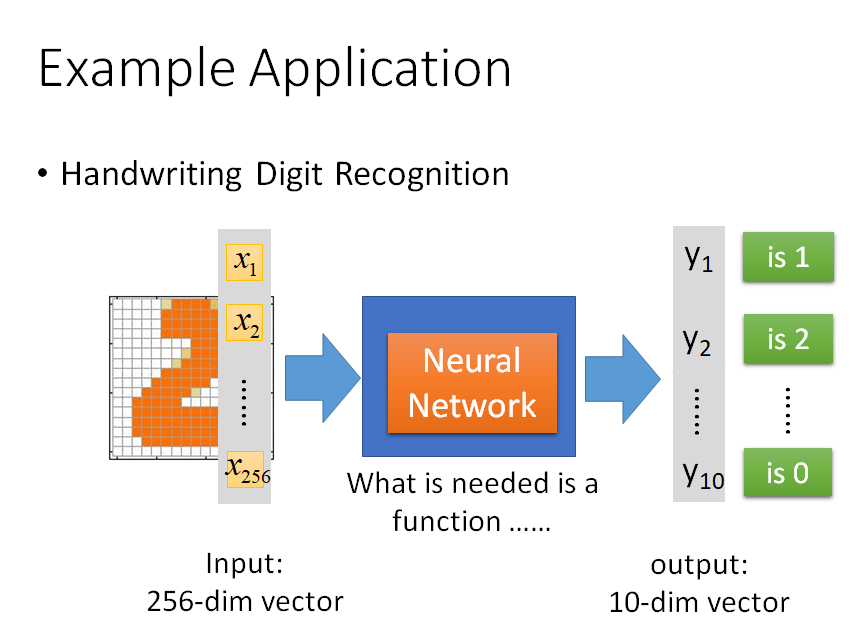 Example Application
• Handwriting Digit Recognition
x₁
x₂
……
x₂₅₆
Neural
Network
What is needed is a
function ……
y₁
y₂
……
y₁₀
is 1
is 2
……
is 0
Input:
256-dim vector
output:
10-dim vector